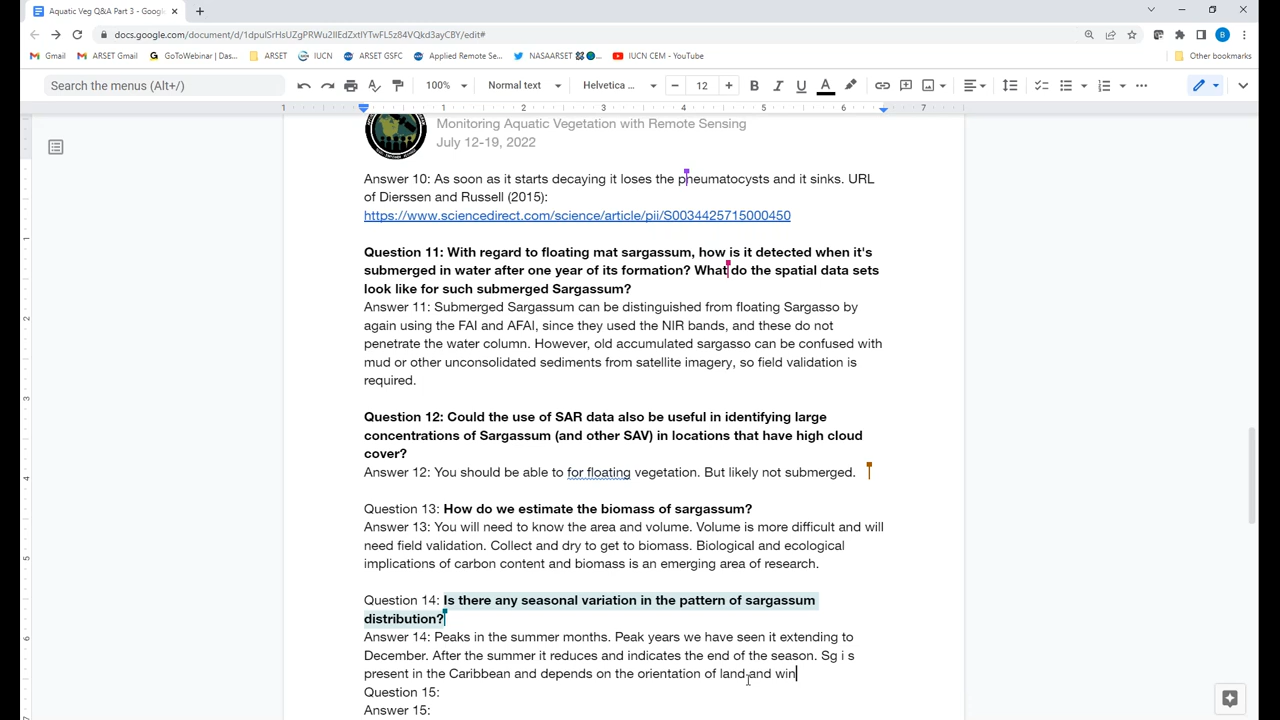 Aquatic Veg Q&A Part 3 - Google
docs.google.com/document/d/1dpulSrHsUZgPRWu2IIEdZxtlYTwFL5z84VQkd3ayCBY/edit#
Gmail ARSET Gmail GoToWebinar | Das... ARSET IUCN ARSET GSFC Applied Remote Se... NASAARSET IUCN CEM - YouTube Other bookmarks
Search the menus (Alt+/) 100% Normal text Helvetica ... 12 B I U A
1 1 2 3 4 5 6 7
Monitoring Aquatic Vegetation with Remote Sensing
July 12-19, 2022
Answer 10: As soon as it starts decaying it loses the pneumatocysts and it sinks. URL
of Dierssen and Russell (2015):
https://www.sciencedirect.com/science/article/pii/S0034425715000450
Question 11: With regard to floating mat sargassum, how is it detected when it's
submerged in water after one year of its formation? What do the spatial data sets
look like for such submerged Sargassum?
Answer 11: Submerged Sargassum can be distinguished from floating Sargasso by
again using the FAI and AFAI, since they used the NIR bands, and these do not
penetrate the water column. However, old accumulated sargasso can be confused with
mud or other unconsolidated sediments from satellite imagery, so field validation is
required.
Question 12: Could the use of SAR data also be useful in identifying large
concentrations of Sargassum (and other SAV) in locations that have high cloud
cover?
Answer 12: You should be able to for floating vegetation. But likely not submerged.
Question 13: How do we estimate the biomass of sargassum?
Answer 13: You will need to know the area and volume. Volume is more difficult and will
need field validation. Collect and dry to get to biomass. Biological and ecological
implications of carbon content and biomass is an emerging area of research.
Question 14: Is there any seasonal variation in the pattern of sargassum
distribution?
Answer 14: Peaks in the summer months. Peak years we have seen it extending to
December. After the summer it reduces and indicates the end of the season. Sg i s
present in the Caribbean and depends on the orientation of land and win
Question 15:
Answer 15: